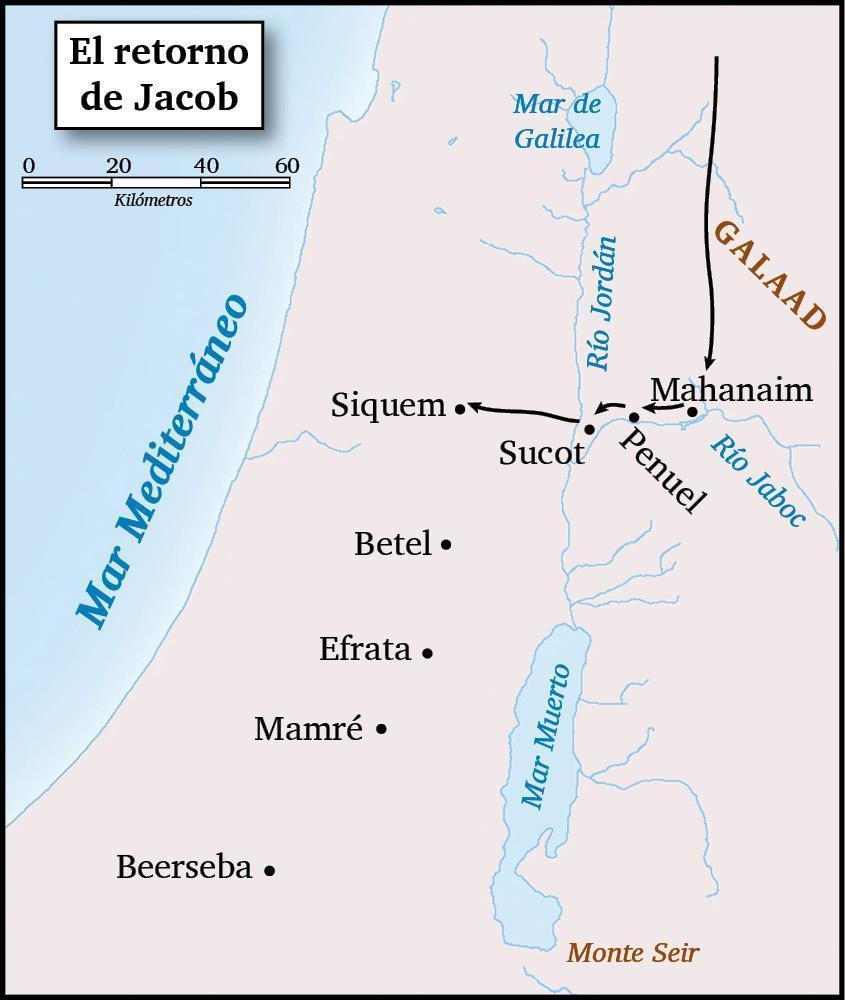 El retorno
de Jacob
0 20 40 60
Kilómetros
Mar de
Galilea
GALAAD
Río Jordán
Mar Mediterráneo
Mahanaim
Siquem
Sucot
Penuel
Río Jaboc
Betel
Efrata
Mamré
Mar Muerto
Beerseba
Monte Seir